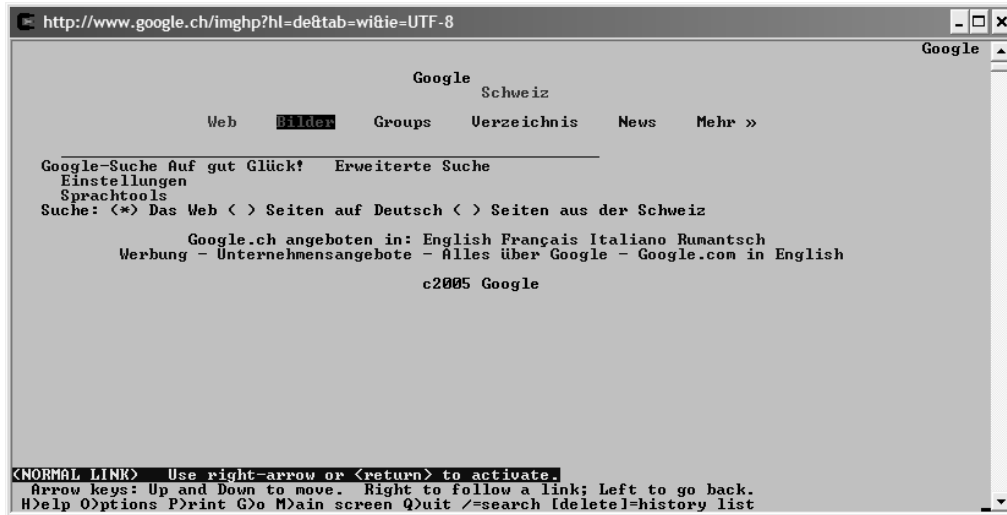 http://www.google.ch/imghp?hl=de&tab=wi&ie=UTF-8
Google
Google
Schweiz
Web Bilder Groups Verzeichnis News Mehr »
Google-Suche Auf gut Glück! Erweiterte Suche
Einstellungen
Sprachtools
Suche: (*) Das Web ( ) Seiten auf Deutsch ( ) Seiten aus der Schweiz
Google.ch angeboten in: English Français Italiano Rumantsch
Werbung - Unternehmensangebote - Alles über Google - Google.com in English
c2005 Google
(NORMAL LINK) Use right-arrow or <return> to activate.
Arrow keys: Up and Down to move. Right to follow a link; Left to go back.
H)elp O)ptions P)rint G)o M)ain screen Q)uit /=search [delete]=history list